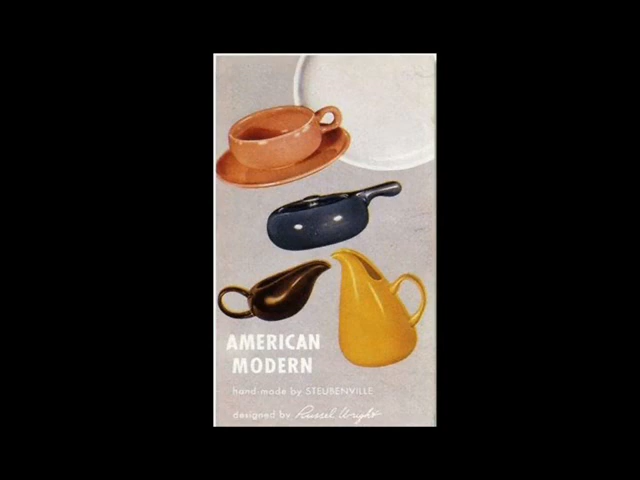 AMERICAN
MODERN
hand-made by STEUBENVILLE
designed by Russel Wright